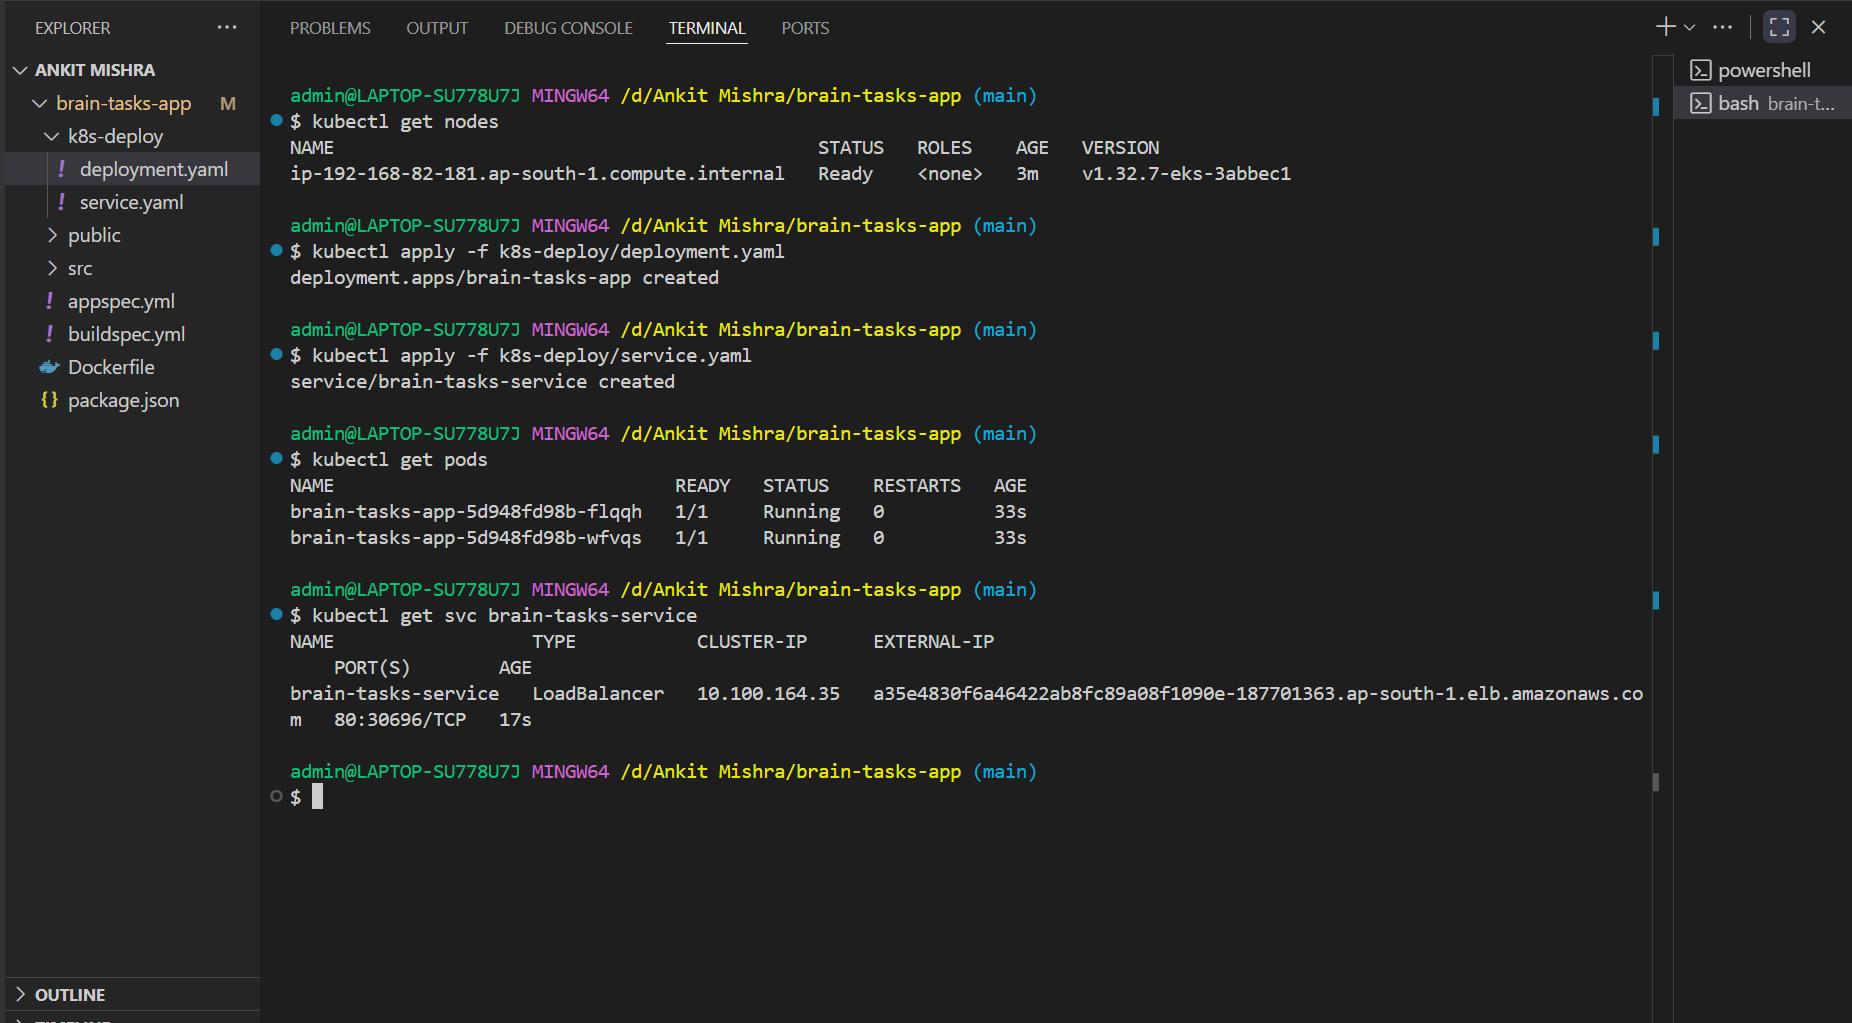 EXPLORER
ANKIT MISHRA
brain-tasks-app M
k8s-deploy
! deployment.yaml
! service.yaml
public
src
! appspec.yml
! buildspec.yml
Dockerfile
{} package.json
OUTLINE
TIMELINE
PROBLEMS OUTPUT DEBUG CONSOLE TERMINAL PORTS
admin@LAPTOP-SU778U7J MINGW64 /d/Ankit Mishra/brain-tasks-app (main)
$ kubectl get nodes
NAME STATUS ROLES AGE VERSION
ip-192-168-82-181.ap-south-1.compute.internal Ready <none> 3m v1.32.7-eks-3abbec1
admin@LAPTOP-SU778U7J MINGW64 /d/Ankit Mishra/brain-tasks-app (main)
$ kubectl apply -f k8s-deploy/deployment.yaml
deployment.apps/brain-tasks-app created
admin@LAPTOP-SU778U7J MINGW64 /d/Ankit Mishra/brain-tasks-app (main)
$ kubectl apply -f k8s-deploy/service.yaml
service/brain-tasks-service created
admin@LAPTOP-SU778U7J MINGW64 /d/Ankit Mishra/brain-tasks-app (main)
$ kubectl get pods
NAME READY STATUS RESTARTS AGE
brain-tasks-app-5d948fd98b-flqqh 1/1 Running 0 33s
brain-tasks-app-5d948fd98b-wfvqs 1/1 Running 0 33s
admin@LAPTOP-SU778U7J MINGW64 /d/Ankit Mishra/brain-tasks-app (main)
$ kubectl get svc brain-tasks-service
NAME TYPE CLUSTER-IP EXTERNAL-IP
PORT(S) AGE
brain-tasks-service LoadBalancer 10.100.164.35 a35e4830f6a46422ab8fc89a08f1090e-187701363.ap-south-1.elb.amazonaws.co
m 80:30696/TCP 17s
admin@LAPTOP-SU778U7J MINGW64 /d/Ankit Mishra/brain-tasks-app (main)
$
powershell
bash brain-t...